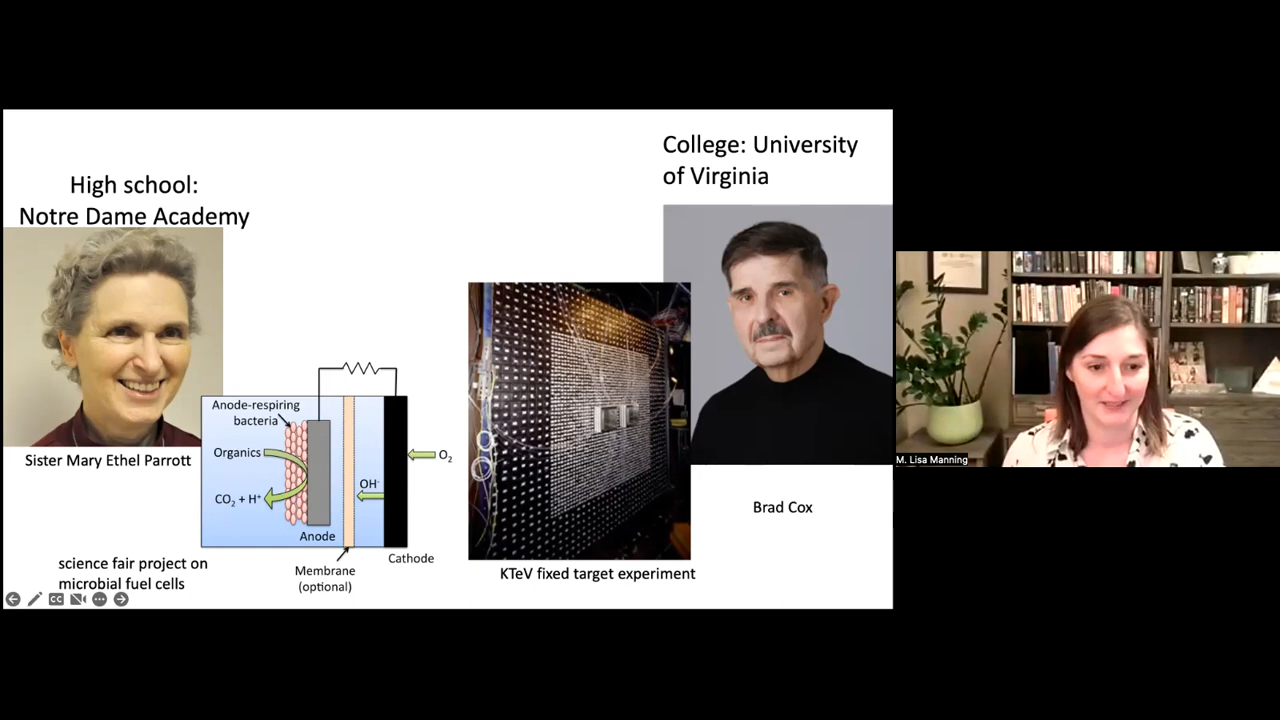 High school:
Notre Dame Academy
Sister Mary Ethel Parrott
science fair project on
microbial fuel cells
Anode-respiring
bacteria
Organics
CO2 + H+
Anode
OH-
O2
Cathode
Membrane
(optional)
College: University
of Virginia
Brad Cox
KTeV fixed target experiment
CC
M. Lisa Manning